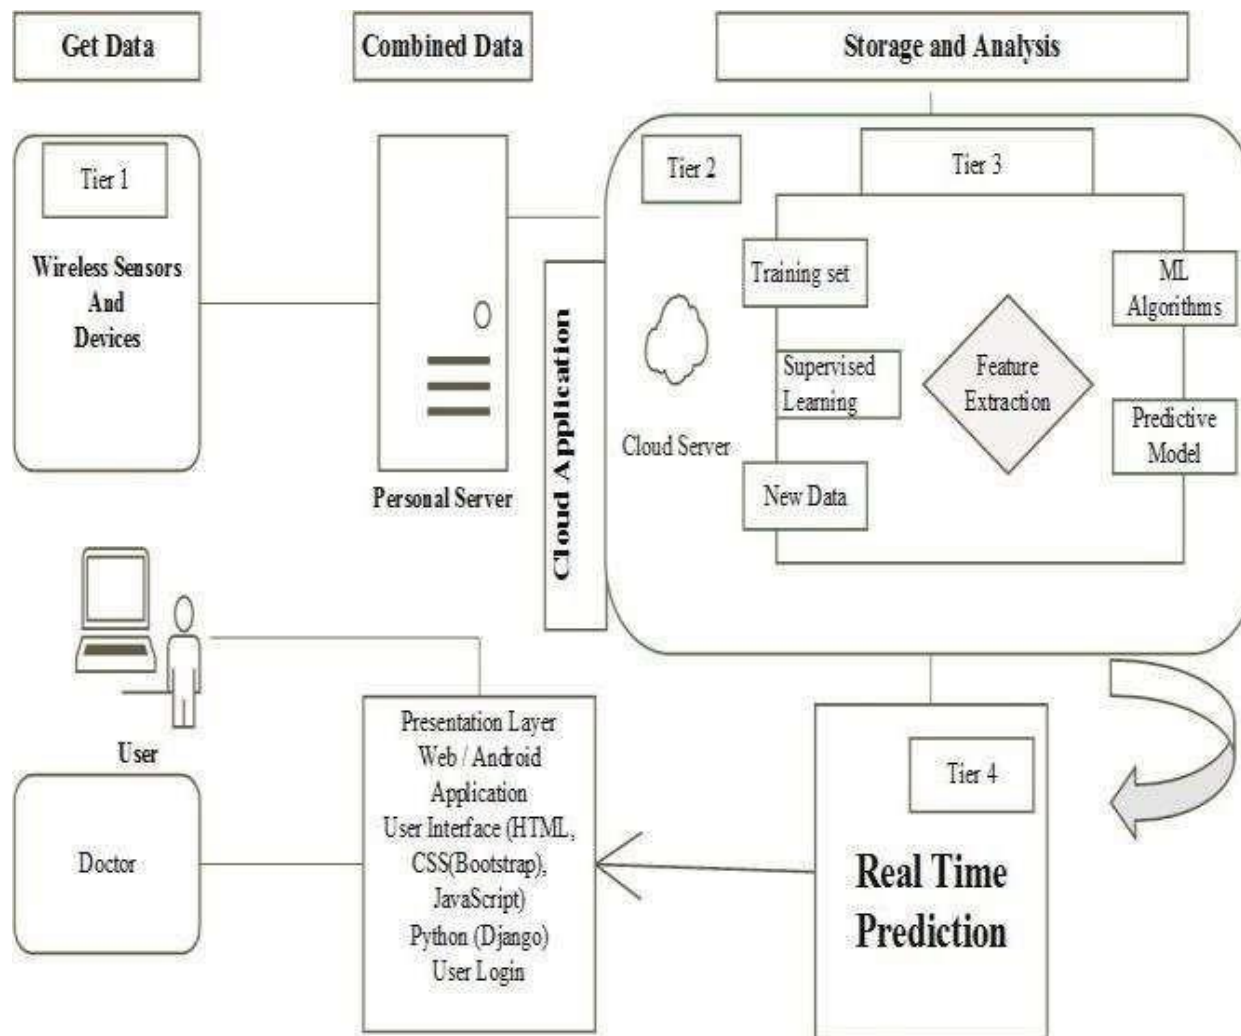 Get Data
Combined Data
Storage and Analysis
Tier 1
Wireless Sensors
And
Devices
Personal Server
Cloud Application
Tier 2
Cloud Server
Tier 3
Training set
Supervised
Learning
New Data
Feature
Extraction
ML
Algorithms
Predictive
Model
User
Doctor
Presentation Layer
Web / Android
Application
User Interface (HTML,
CSS(Bootstrap),
JavaScript)
Python (Django)
User Login
Tier 4
Real Time
Prediction